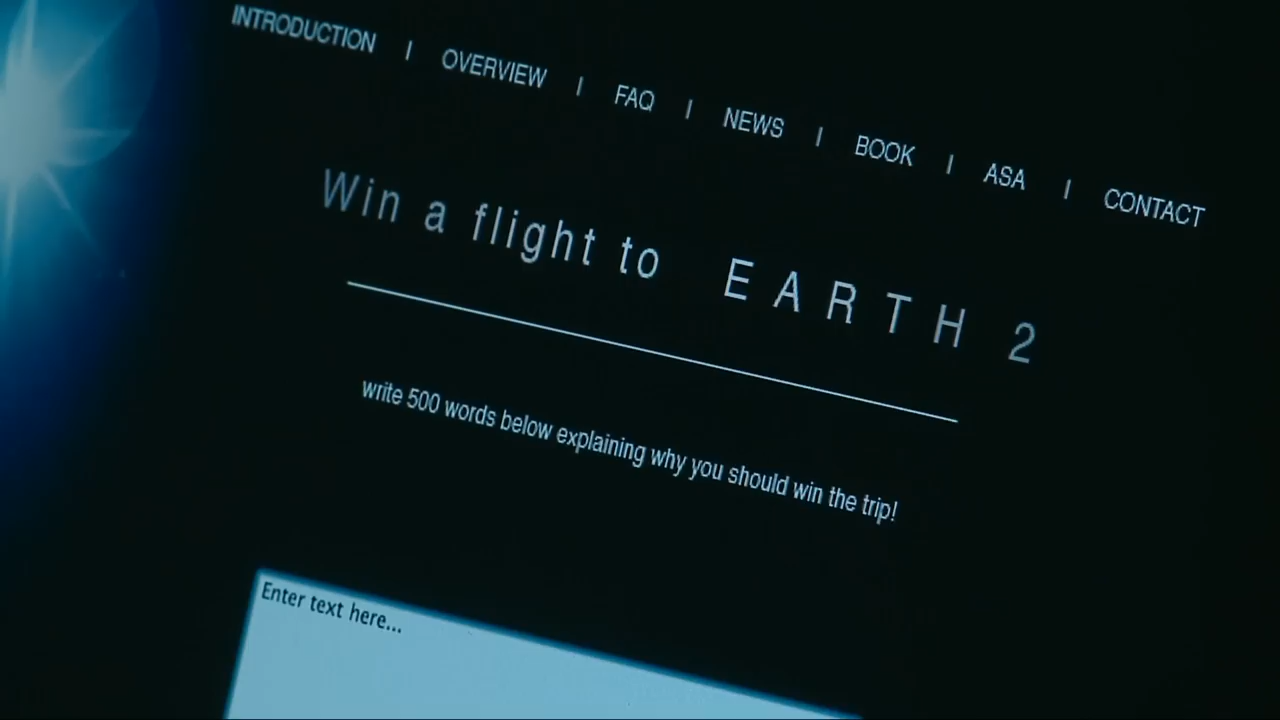 INTRODUCTION | OVERVIEW | FAQ | NEWS | BOOK | ASA | CONTACT
Win a flight to EARTH 2
write 500 words below explaining why you should win the trip!
Enter text here...